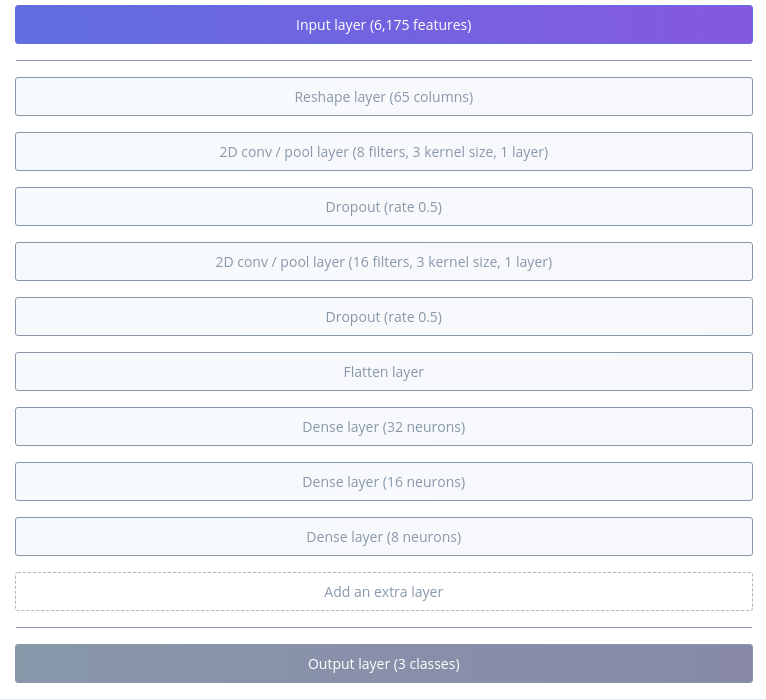 Input layer (6,175 features)
Reshape layer (65 columns)
2D conv / pool layer (8 filters, 3 kernel size, 1 layer)
Dropout (rate 0.5)
2D conv / pool layer (16 filters, 3 kernel size, 1 layer)
Dropout (rate 0.5)
Flatten layer
Dense layer (32 neurons)
Dense layer (16 neurons)
Dense layer (8 neurons)
Add an extra layer
Output layer (3 classes)